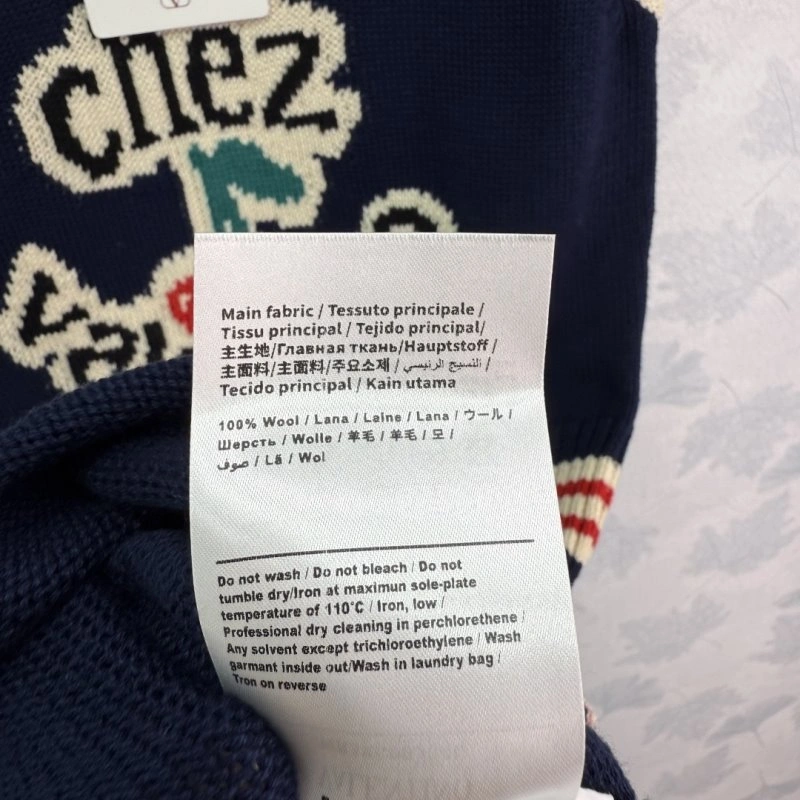 chez
Main fabric / Tessuto principale /
Tissu principal / Tejido principal/
主生地/Главная ткань/Hauptstoff /
主面料/主面料/주요소제 / النسيج الرئيسي /
Tecido principal / Kain utama
100% Wool / Lana / Laine / Lana / ウール /
Шерсть / Wolle / 羊毛 / 羊毛 / 모 /
صوف / Lã / Wol
Do not wash / Do not bleach / Do not
tumble dry/Iron at maximun sole-plate
temperature of 110°C / Iron, low /
Professional dry cleaning in perchlorethene /
Any solvent except trichloroethylene / Wash
garmant inside out/Wash in laundry bag /
Tron on reverse